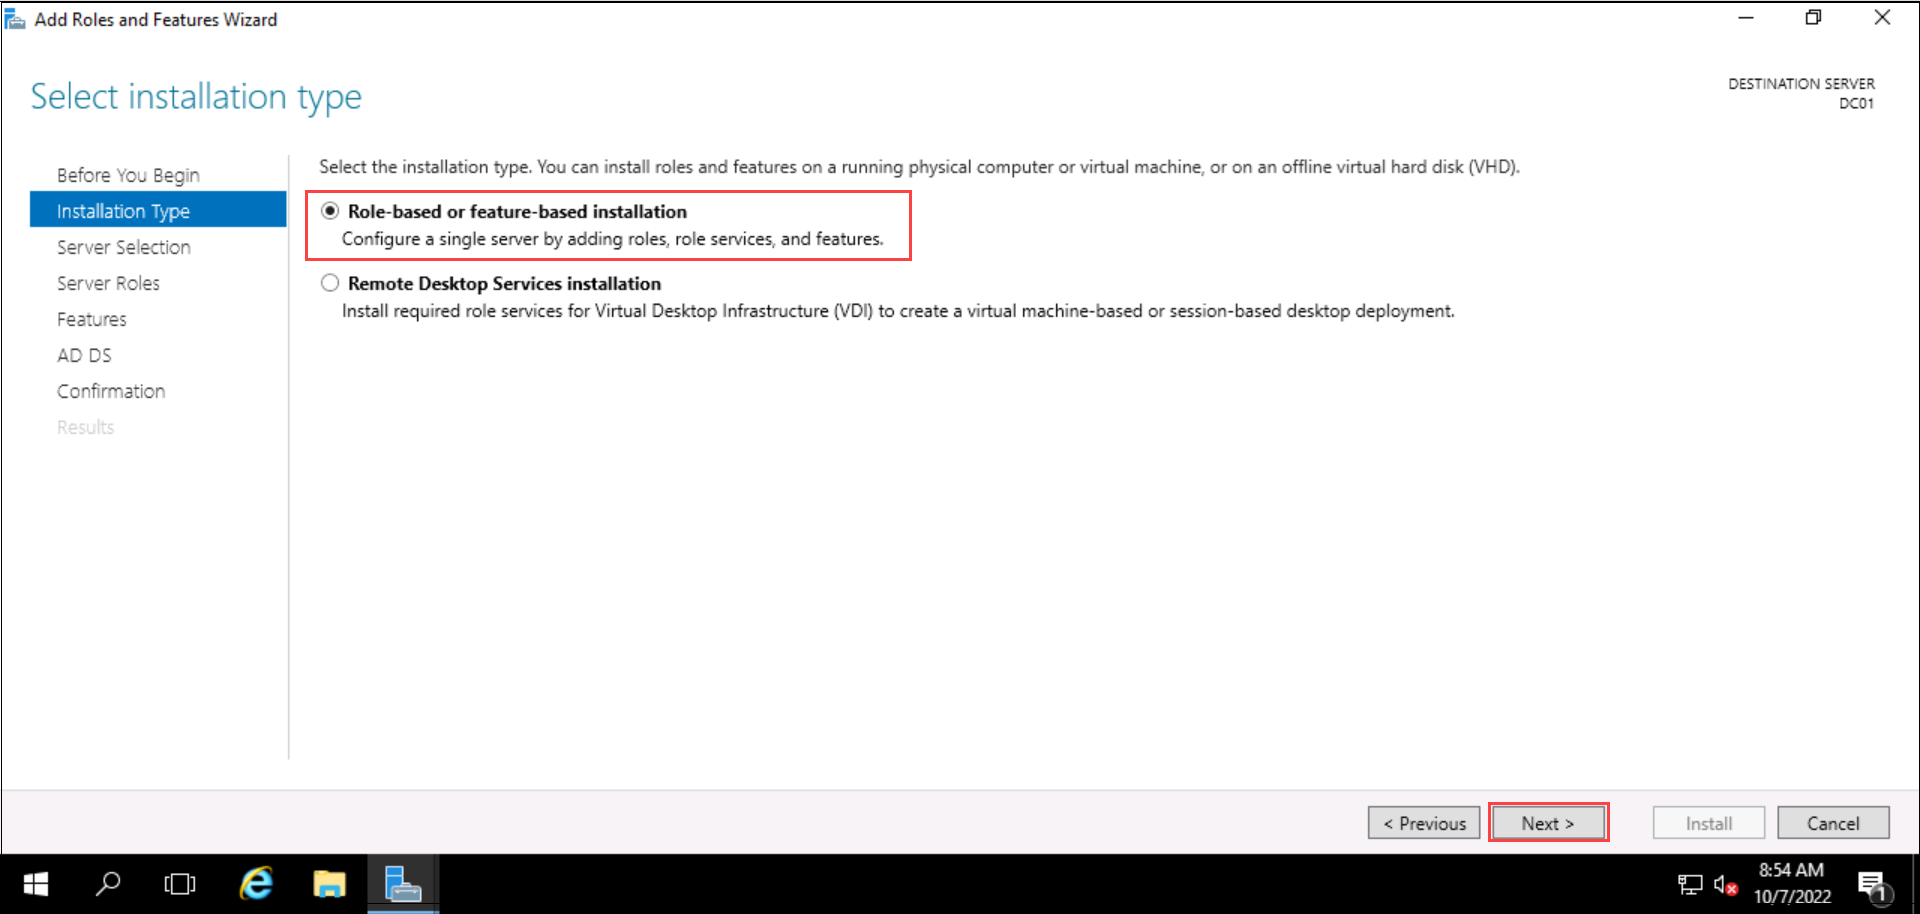 Add Roles and Features Wizard
Select installation type
DESTINATION SERVER
DC01
Before You Begin
Installation Type
Server Selection
Server Roles
Features
AD DS
Confirmation
Results
Select the installation type. You can install roles and features on a running physical computer or virtual machine, or on an offline virtual hard disk (VHD).
Role-based or feature-based installation
Configure a single server by adding roles, role services, and features.
Remote Desktop Services installation
Install required role services for Virtual Desktop Infrastructure (VDI) to create a virtual machine-based or session-based desktop deployment.
< Previous
Next >
Install
Cancel
8:54 AM
10/7/2022
1